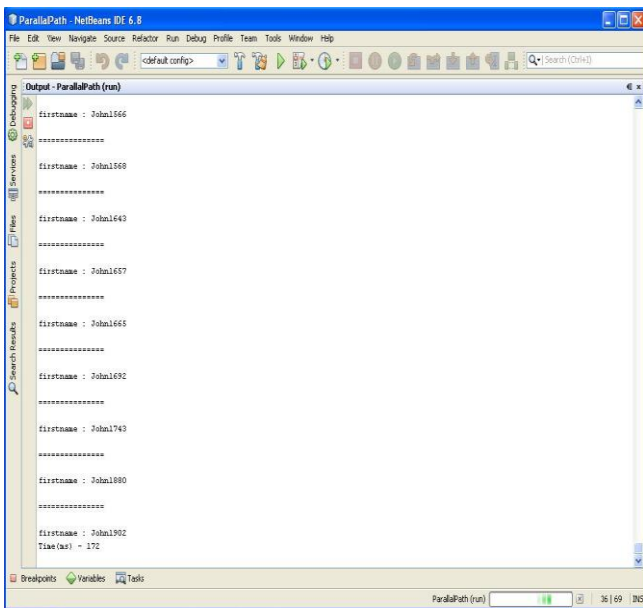 ParallaPath - NetBeans IDE 6.8
File Edit View Navigate Source Refactor Run Debug Profile Team Tools Window Help
<default config>
Search (Ctrl+I)
Output - ParallalPath (run)
Debugging
Services
Files
Projects
Search Results
firstname : John1566
===============
firstname : John1568
===============
firstname : John1643
===============
firstname : John1657
===============
firstname : John1665
===============
firstname : John1692
===============
firstname : John1743
===============
firstname : John1880
===============
firstname : John1902
Time(ms) - 172
Breakpoints Variables Tasks
ParallaPath (run) 36|69 INS